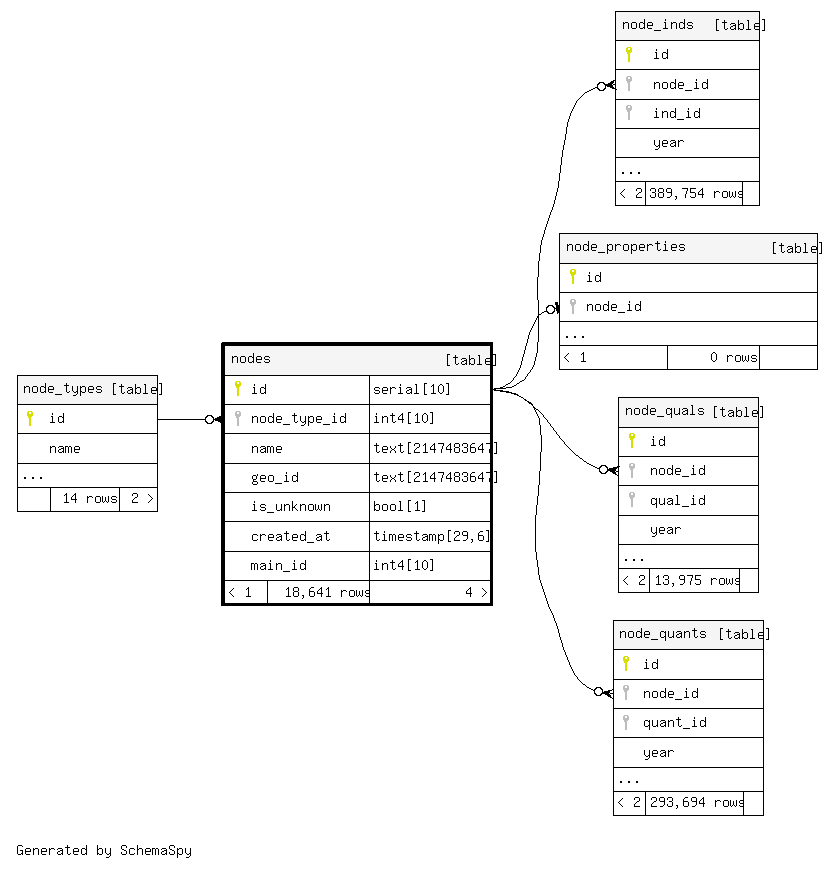 node_inds [table]
id
node_id
ind_id
year
...
< 2 389,754 rows
node_properties [table]
id
node_id
...
< 1 0 rows
nodes [table]
id serial[10]
node_type_id int4[10]
name text[2147483647]
geo_id text[2147483647]
is_unknown bool[1]
created_at timestamp[29,6]
main_id int4[10]
< 1 18,641 rows 4 >
node_types [table]
id
name
...
14 rows 2 >
node_quals [table]
id
node_id
qual_id
year
...
< 2 13,975 rows
node_quants [table]
id
node_id
quant_id
year
...
< 2 293,694 rows
Generated by SchemaSpy